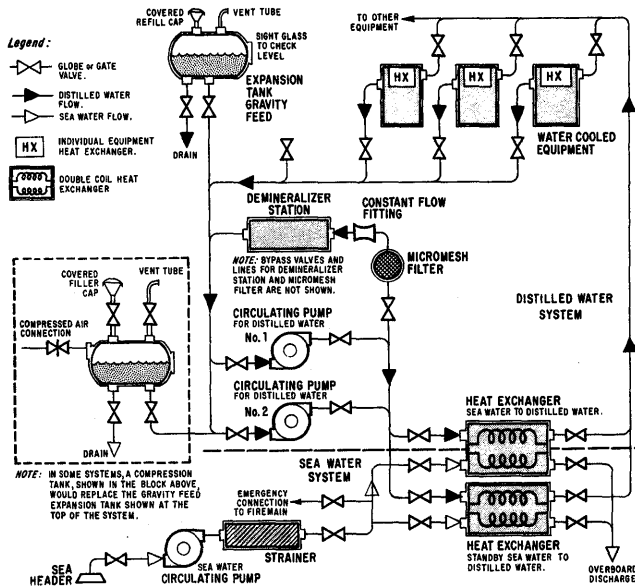 Legend:
GLOBE or GATE
VALVE.
DISTILLED WATER
FLOW.
SEA WATER FLOW.
HX
INDIVIDUAL EQUIPMENT
HEAT EXCHANGER.
DOUBLE COIL HEAT
EXCHANGER
COVERED
REFILL CAP
VENT TUBE
SIGHT GLASS
TO CHECK
LEVEL
EXPANSION
TANK
GRAVITY
FEED
DRAIN
TO OTHER
EQUIPMENT
HX
HX
HX
WATER COOLED
EQUIPMENT
DEMINERALIZER
STATION
CONSTANT FLOW
FITTING
NOTE: BYPASS VALVES AND
LINES FOR DEMINERALIZER
STATION AND MICROMESH
FILTER ARE NOT SHOWN.
MICROMESH
FILTER
DISTILLED WATER
SYSTEM
COVERED
FILLER
CAP
VENT TUBE
COMPRESSED AIR
CONNECTION
DRAIN
NOTE: IN SOME SYSTEMS, A COMPRESSION
TANK, SHOWN IN THE BLOCK ABOVE,
WOULD REPLACE THE GRAVITY FEED
EXPANSION TANK SHOWN AT THE
TOP OF THE SYSTEM.
CIRCULATING PUMP
FOR DISTILLED WATER
No. 1
CIRCULATING PUMP
FOR DISTILLED WATER
No. 2
HEAT EXCHANGER
SEA WATER TO DISTILLED WATER.
SEA WATER
SYSTEM
EMERGENCY
CONNECTION
TO FIREMAIN
STRAINER
SEA WATER
CIRCULATING PUMP
SEA
HEADER
HEAT EXCHANGER
STANDBY SEA WATER TO
DISTILLED WATER.
OVERBOARD
DISCHARGE